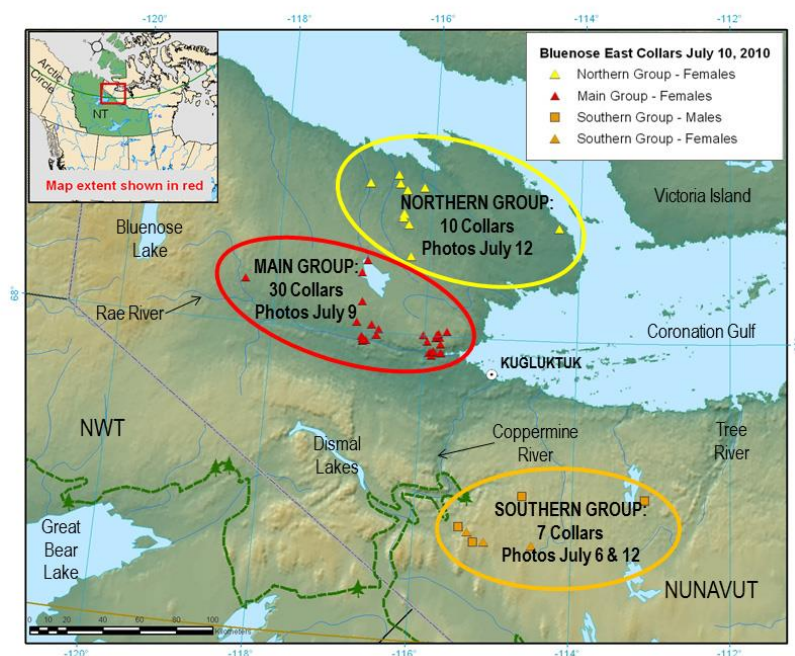 -120°
-118°
-116°
-114°
-112°
Arctic
Circle
NT
Map extent shown in red
Bluenose East Collars July 10, 2010
Northern Group - Females
Main Group - Females
Southern Group - Males
Southern Group - Females
Victoria Island
NORTHERN GROUP:
10 Collars
Photos July 12
Bluenose
Lake
MAIN GROUP:
30 Collars
Photos July 9
68°
Rae River
Coronation Gulf
KUGLUKTUK
NWT
Dismal
Lakes
Coppermine
River
Tree
River
SOUTHERN GROUP:
7 Collars
Photos July 6 & 12
Great
Bear
Lake
NUNAVUT
0 10 20 40 60 80 100
Kilometers
-120°
-118°
-116°
-114°
-112°